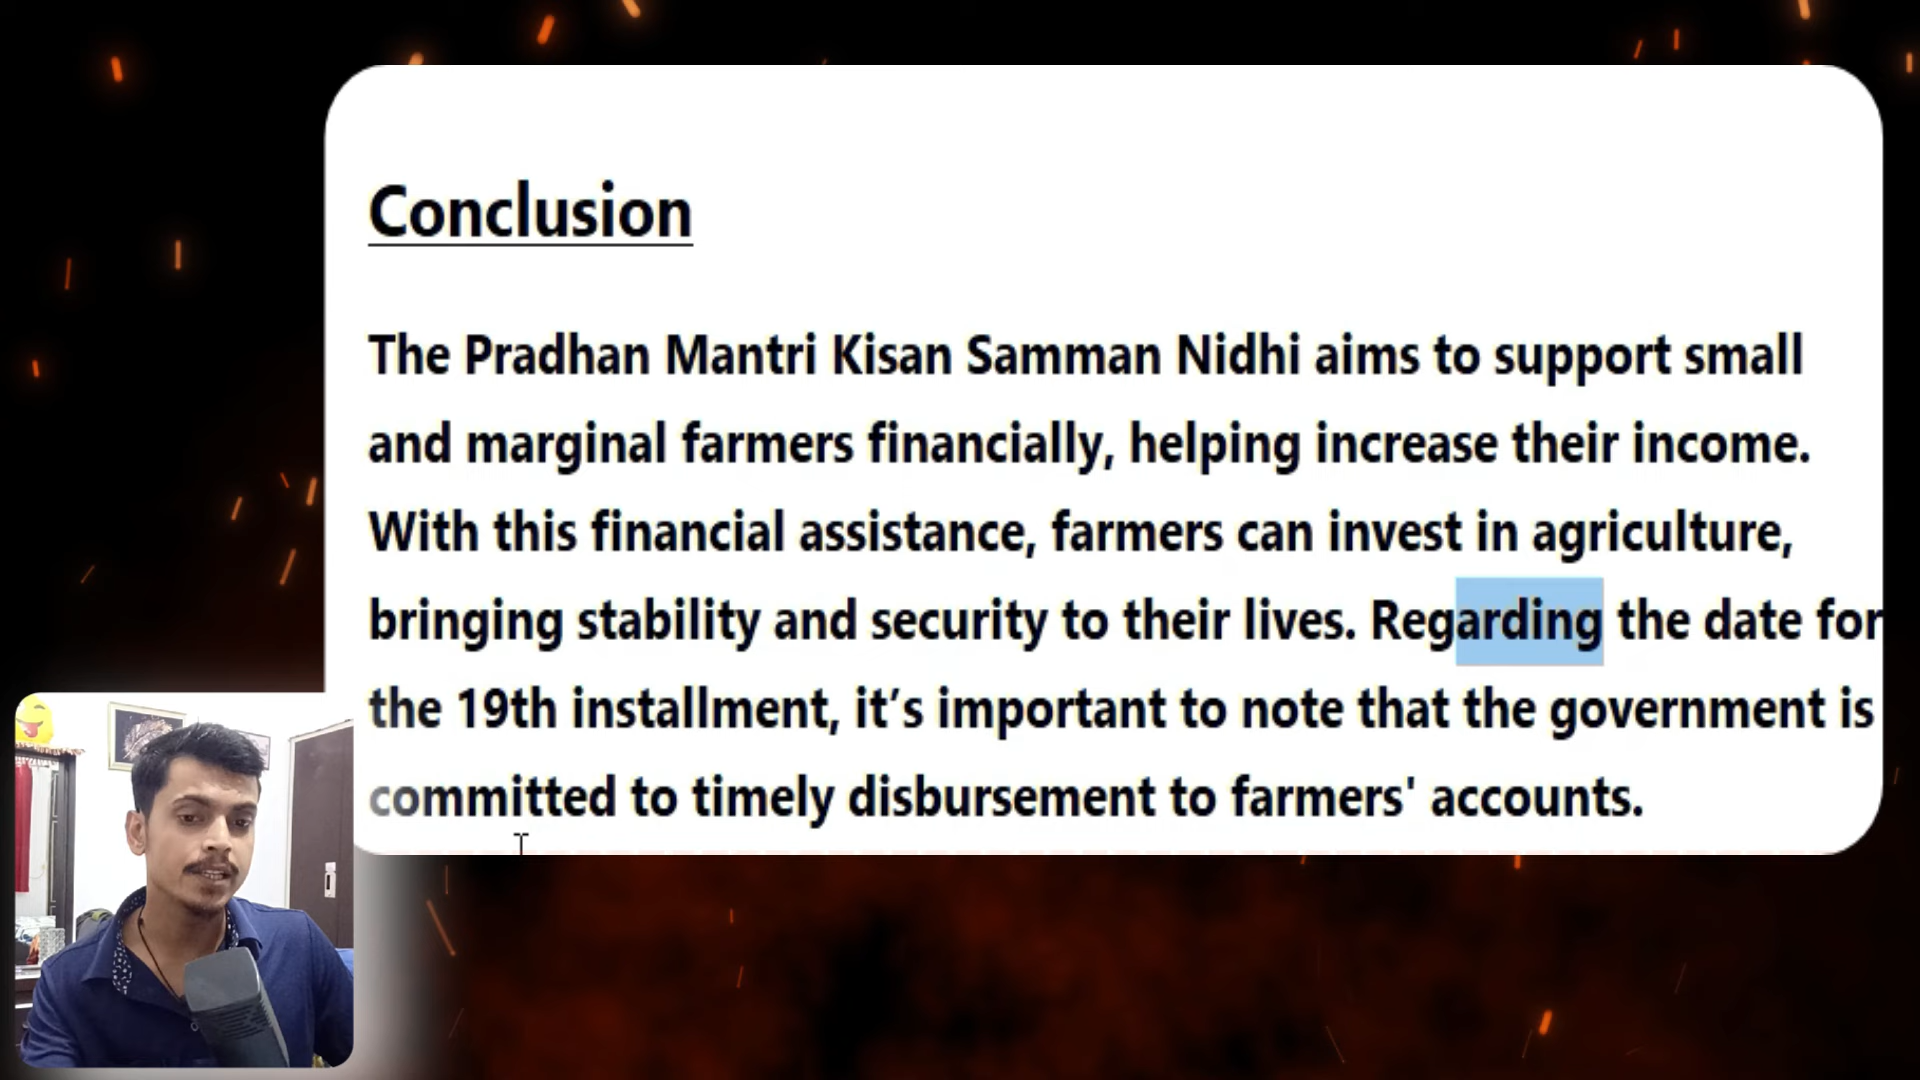 Conclusion
The Pradhan Mantri Kisan Samman Nidhi aims to support small
and marginal farmers financially, helping increase their income.
With this financial assistance, farmers can invest in agriculture,
bringing stability and security to their lives. Regarding the date for
the 19th installment, it’s important to note that the government is
committed to timely disbursement to farmers' accounts.